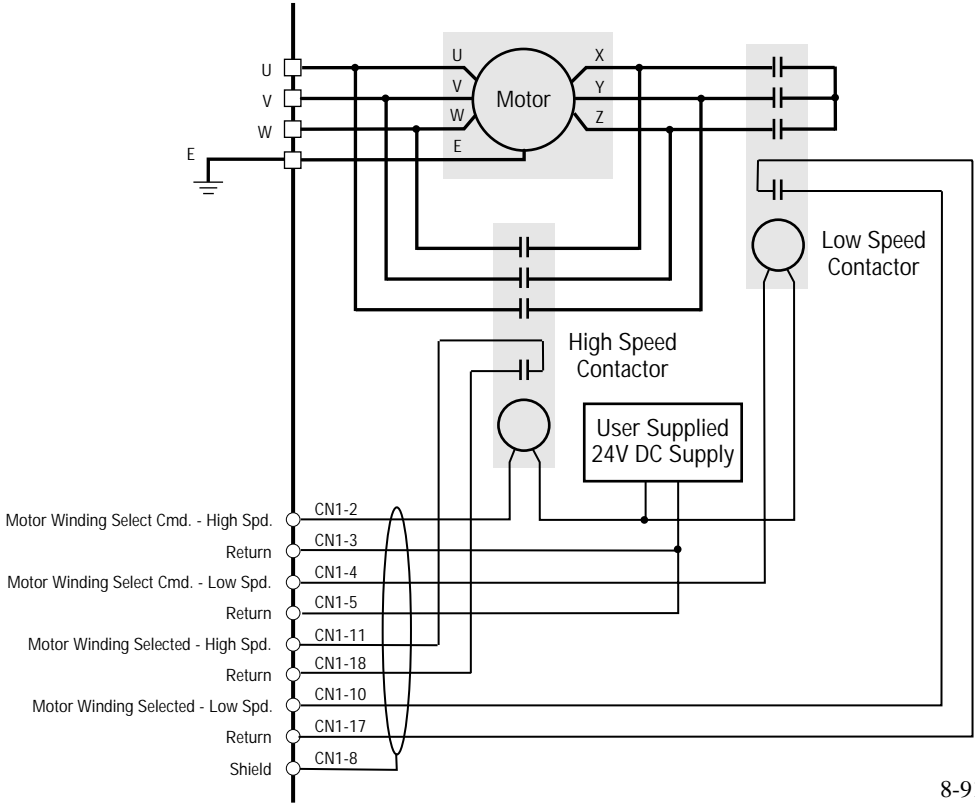 U
V
W
E
U
V
W
E
Motor
X
Y
Z
Low Speed
Contactor
High Speed
Contactor
User Supplied
24V DC Supply
Motor Winding Select Cmd. - High Spd.
CN1-2
Return
CN1-3
Motor Winding Select Cmd. - Low Spd.
CN1-4
Return
CN1-5
Motor Winding Selected - High Spd.
CN1-11
Return
CN1-18
Motor Winding Selected - Low Spd.
CN1-10
Return
CN1-17
Shield
CN1-8
8-9